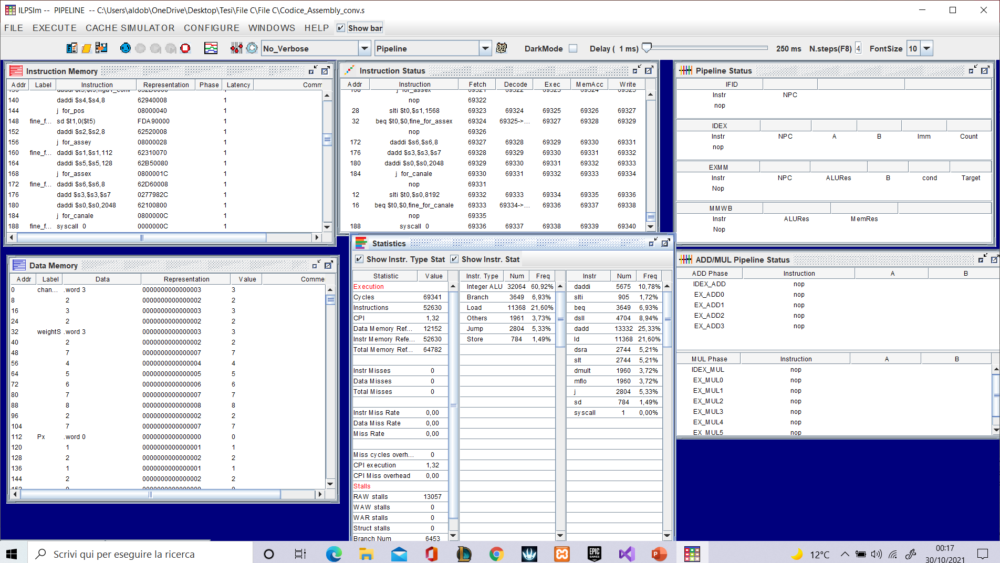 ILPSIm -- PIPELINE -- C:\Users\aldob\OneDrive\Desktop\Tesi\File C\File C\Codice_Assembly_conv.s
FILE EXECUTE CACHE SIMULATOR CONFIGURE WINDOWS HELP Show bar
No_Verbose Pipeline DarkMode Delay ( 1 ms) 250 ms N.steps(F8) 4 FontSize 10
Instruction Memory
Addr Label Instruction Representation Phase Latency Comm
140 daddi $s4,$s4,8 62940008 1
144 j for_pos 08000040 1
148 fine_f... sd $t1,0($t5) FDA90000 1
152 daddi $s2,$s2,8 62520008 1
156 j for_assey 08000028 1
160 fine_f... daddi $s1,$s1,112 62310070 1
164 daddi $s5,$s5,128 62B50080 1
168 j for_assex 0800001C 1
172 fine_f... daddi $s6,$s6,8 62D60008 1
176 dadd $s3,$s3,$s7 0277982C 1
180 daddi $s0,$s0,2048 62100800 1
184 j for_canale 0800000C 1
188 fine_f... syscall 0 0000000C 1
Instruction Status
Addr Instruction Fetch Decode Exec MemAcc Write
168 j for_assex 69321 69322 69323 69324 69325
nop 69322
28 slti $t0,$s1,1568 69323 69324 69325 69326 69327
32 beq $t0,$0,fine_for_assex 69324 69325->... 69327 69328 69329
nop 69326
172 daddi $s6,$s6,8 69327 69328 69329 69330 69331
176 dadd $s3,$s3,$s7 69328 69329 69330 69331 69332
180 daddi $s0,$s0,2048 69329 69330 69331 69332 69333
184 j for_canale 69330 69331 69332 69333 69334
nop 69331
12 slti $t0,$s0,8192 69332 69333 69334 69335 69336
16 beq $t0,$0,fine_for_canale 69333 69334->... 69336 69337 69338
nop 69335
188 syscall 0 69336 69337 69338 69339 69340
Pipeline Status
IFID
Instr NPC
nop
IDEX
Instr NPC A B Imm Count
nop
EXMM
Instr NPC ALURes B cond Target
Nop
MMWB
Instr ALURes MemRes
Nop
Data Memory
Addr Label Data Representation Value Comme
0 chan... .word 3 0000000000000003 3
8 2 0000000000000002 2
16 3 0000000000000003 3
24 2 0000000000000002 2
32 weightS .word 3 0000000000000003 3
40 2 0000000000000002 2
48 7 0000000000000007 7
56 4 0000000000000004 4
64 5 0000000000000005 5
72 6 0000000000000006 6
80 7 0000000000000007 7
88 8 0000000000000008 8
96 2 0000000000000002 2
104 7 0000000000000007 7
112 Px .word 0 0000000000000000 0
120 1 0000000000000001 1
128 2 0000000000000002 2
136 1 0000000000000001 1
144 2 0000000000000002 2
152 0 0000000000000000 0
Statistics
Show Instr. Type Stat Show Instr. Stat
Statistic Value
Execution
Cycles 69341
Instructions 52630
CPI 1,32
Data Memory Ref... 12152
Instr Memory Refe... 52630
Total Memory Ref... 64782
Instr Misses 0
Data Misses 0
Total Misses 0
Instr Miss Rate 0,00
Data Miss Rate 0,00
Miss Rate 0,00
Miss cycles overh... 0
CPI execution 1,32
CPI Miss overhead 0,00
Stalls
RAW stalls 13057
WAW stalls 0
WAR stalls 0
Struct stalls 0
Branch Num 6453
Instr. Type Num Freq
Integer ALU 32064 60,92%
Branch 3649 6,93%
Load 11368 21,60%
Others 1961 3,73%
Jump 2804 5,33%
Store 784 1,49%
Instr Num Freq
daddi 5675 10,78%
slti 905 1,72%
beq 3649 6,93%
dsll 4704 8,94%
dadd 13332 25,33%
ld 11368 21,60%
dsra 2744 5,21%
slt 2744 5,21%
dmult 1960 3,72%
mflo 1960 3,72%
j 2804 5,33%
sd 784 1,49%
syscall 1 0,00%
ADD/MUL Pipeline Status
ADD Phase Instruction A B
IDEX_ADD nop
EX_ADD0 nop
EX_ADD1 nop
EX_ADD2 nop
EX_ADD3 nop
MUL Phase Instruction A B
IDEX_MUL nop
EX_MUL0 nop
EX_MUL1 nop
EX_MUL2 nop
EX_MUL3 nop
EX_MUL4 nop
EX_MUL5 nop
Scrivi qui per eseguire la ricerca
EPIC GAMES
12°C
00:17
30/10/2021